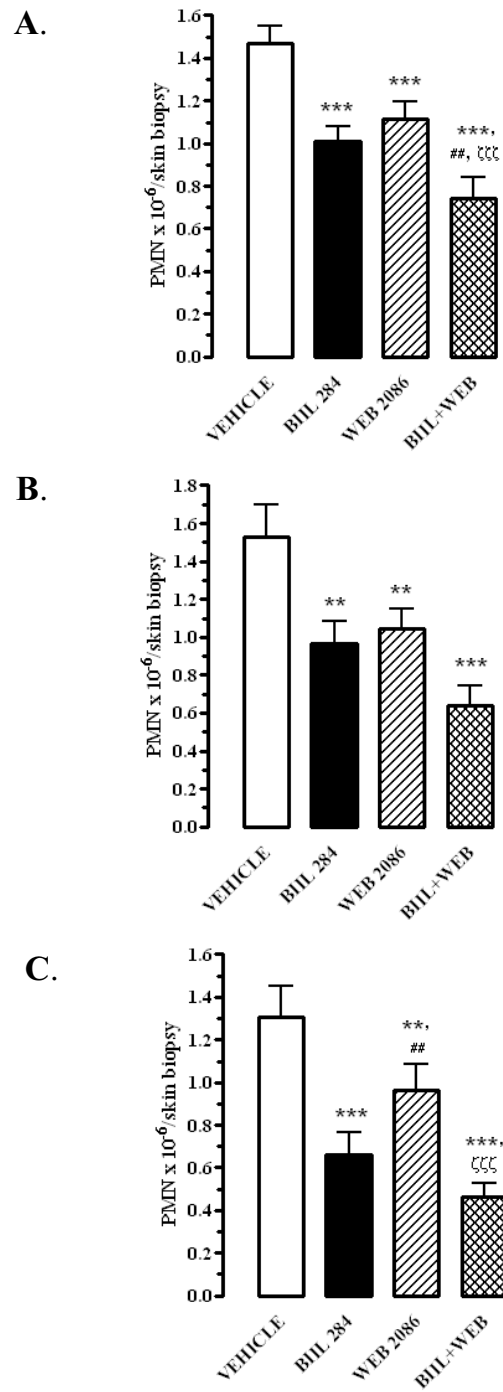 A.
1.6
1.4
1.2
1.0
0.8
0.6
0.4
0.2
0.0
PMN x 10⁻⁶/skin biopsy
***
***
***,
##, ζζζ
VEHICLE
BIIL 284
WEB 2086
BIIL+WEB
B.
1.8
1.6
1.4
1.2
1.0
0.8
0.6
0.4
0.2
0.0
PMN x 10⁻⁶/skin biopsy
**
**
***
VEHICLE
BIIL 284
WEB 2086
BIIL+WEB
C.
1.6
1.4
1.2
1.0
0.8
0.6
0.4
0.2
0.0
PMN x 10⁻⁶/skin biopsy
***
**,
##
***,
ζζζ
VEHICLE
BIIL 284
WEB 2086
BIIL+WEB